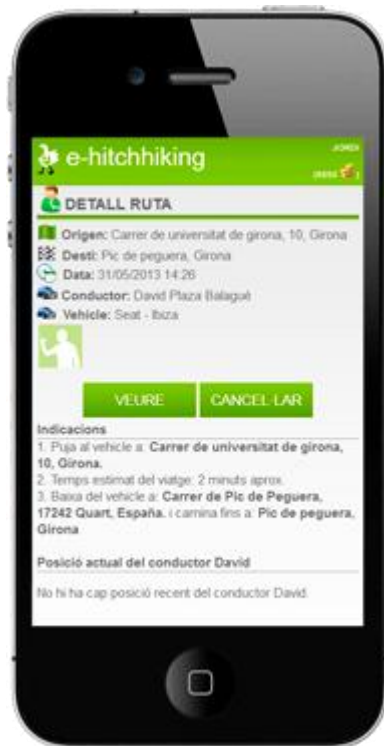 e-hitchhiking
JORDI
DETALL RUTA
Origen: Carrer de universitat de girona, 10, Girona
Destí: Pic de peguera, Girona
Data: 31/05/2013 14:26
Conductor: David Plaza Balagué
Vehicle: Seat - Ibiza
VEURE CANCEL·LAR
Indicacions
1. Puja al vehicle a: Carrer de universitat de girona,
10, Girona.
2. Temps estimat del viatge: 2 minuts aprox.
3. Baixa del vehicle a: Carrer de Pic de Peguera,
17242 Quart, España. i camina fins a: Pic de peguera,
Girona
Posició actual del conductor David
No hi ha cap posició recent del conductor David.